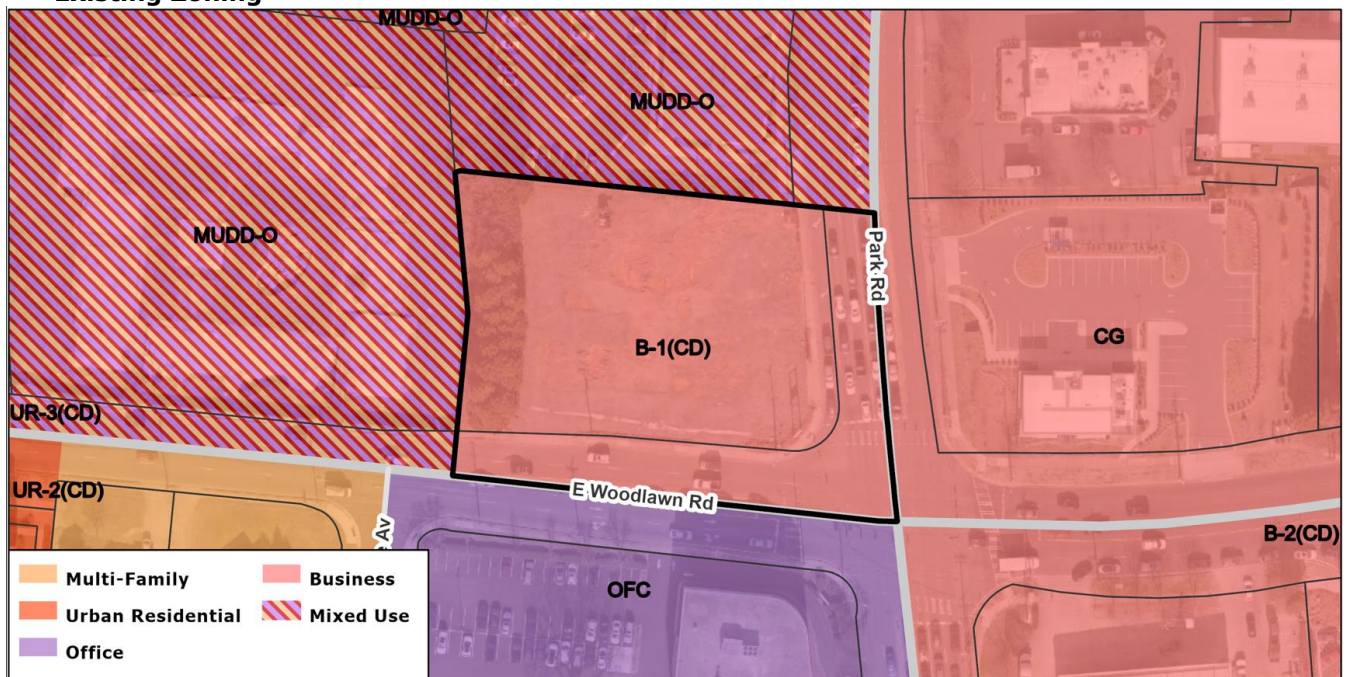 Existing Zoning
MUDD-O
MUDD-O
MUDD-O
Park Rd
B-1(CD)
CG
UR-3(CD)
E Woodlawn Rd
UR-2(CD)
B-2(CD)
Av
OFC
Multi-Family
Business
Urban Residential
Mixed Use
Office